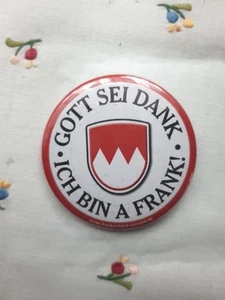 · GOTT SEI DANK ·
ICH BIN A FRANK!